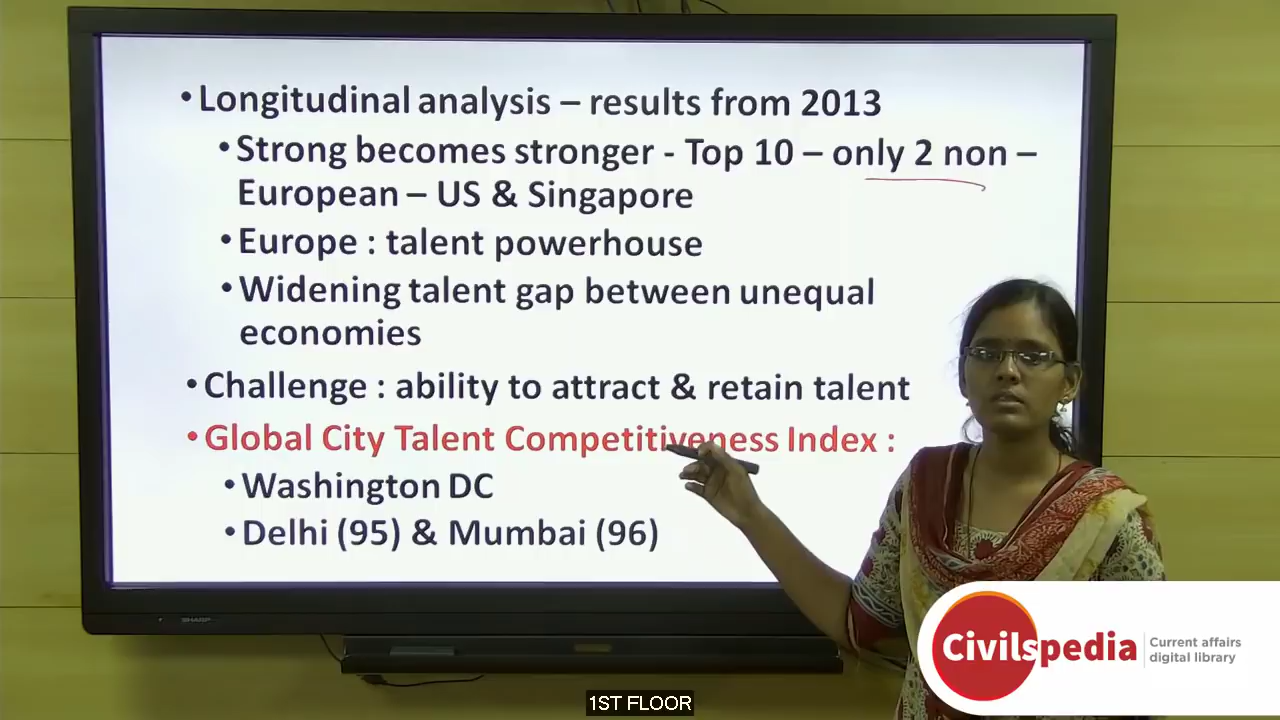 • Longitudinal analysis – results from 2013
• Strong becomes stronger - Top 10 – only 2 non –
European – US & Singapore
• Europe : talent powerhouse
• Widening talent gap between unequal
economies
• Challenge : ability to attract & retain talent
• Global City Talent Competitiveness Index :
• Washington DC
• Delhi (95) & Mumbai (96)
SHARP
Civilspedia
Current affairs
digital library
1ST FLOOR